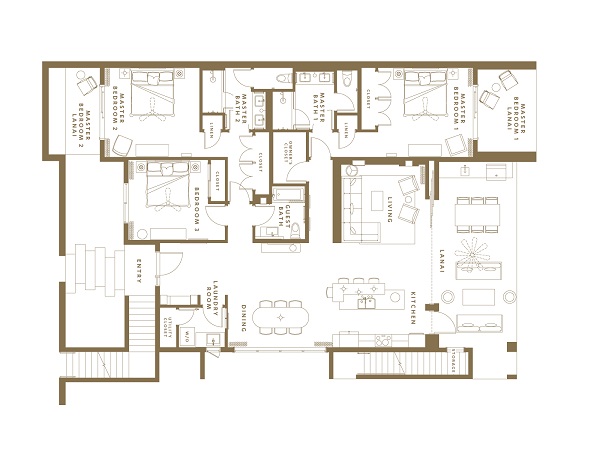 MASTER
BEDROOM 2
LANAI
MASTER
BEDROOM 2
MASTER
BATH 2
LINEN
MASTER
BATH 1
LINEN
CLOSET
MASTER
BEDROOM 1
MASTER
BEDROOM 1
LANAI
CLOSET
OWNER'S
CLOSET
BEDROOM 3
CLOSET
GUEST
BATH
LIVING
LANAI
ENTRY
LAUNDRY
ROOM
UTILITY
CLOSET
W/D
DINING
KITCHEN
STORAGE